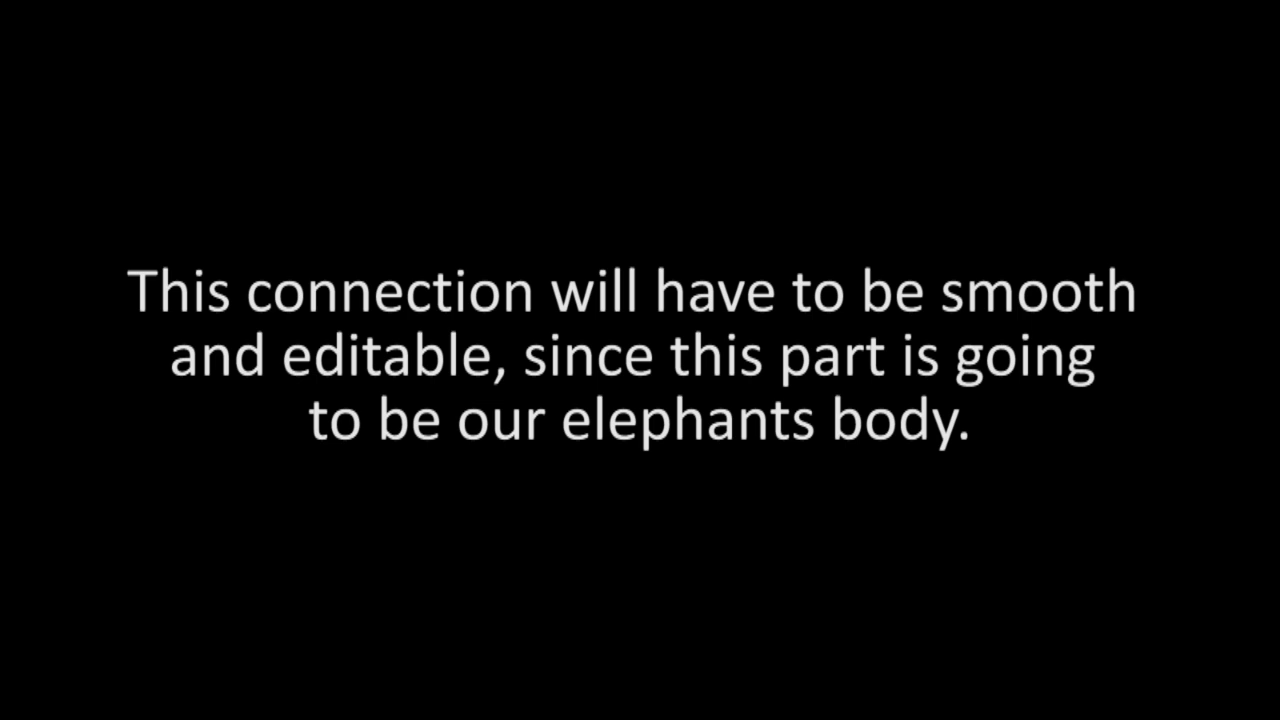 This connection will have to be smooth
and editable, since this part is going
to be our elephants body.